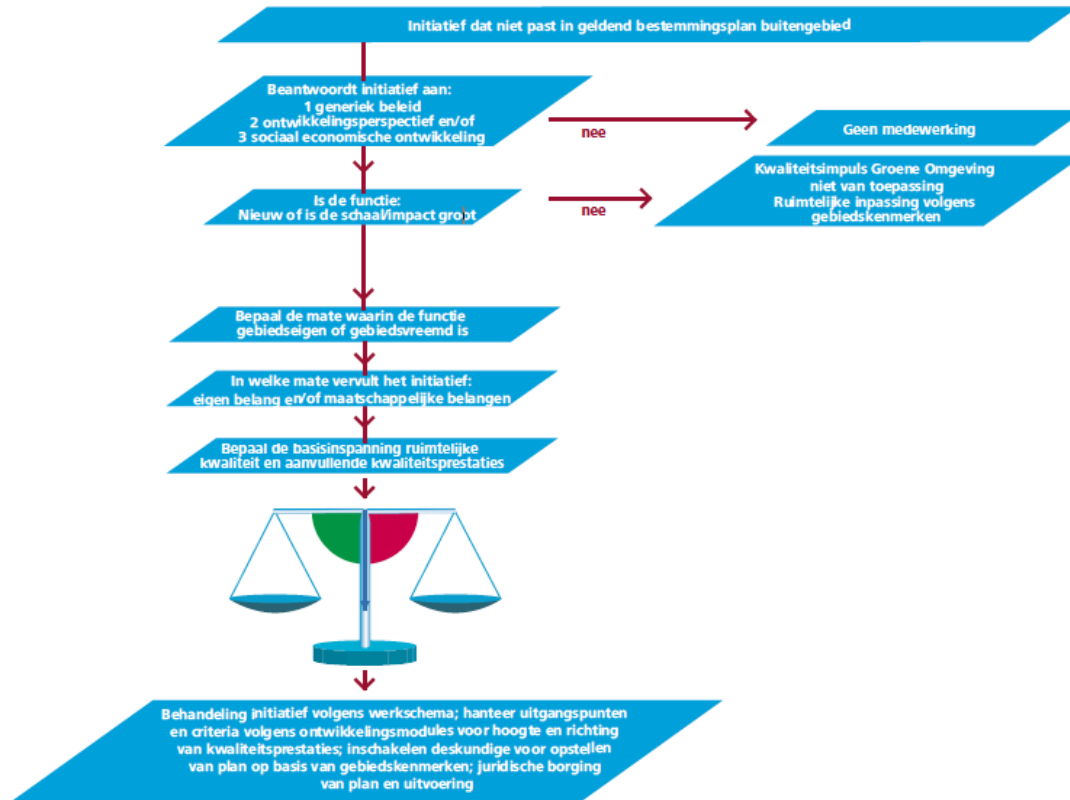 Initiatief dat niet past in geldend bestemmingsplan buitengebied
Beantwoordt initiatief aan:
1 generiek beleid
2 ontwikkelingsperspectief en/of
3 sociaal economische ontwikkeling
nee
Geen medewerking
Is de functie:
Nieuw of is de schaal/impact groot
nee
Kwaliteitsimpuls Groene Omgeving
niet van toepassing
Ruimtelijke inpassing volgens
gebiedskenmerken
Bepaal de mate waarin de functie
gebiedseigen of gebiedsvreemd is
In welke mate vervult het initiatief:
eigen belang en/of maatschappelijke belangen
Bepaal de basisinspanning ruimtelijke
kwaliteit en aanvullende kwaliteitsprestaties
Behandeling initiatief volgens werkschema; hanteer uitgangspunten
en criteria volgens ontwikkelingsmodules voor hoogte en richting
van kwaliteitsprestaties; inschakelen deskundige voor opstellen
van plan op basis van gebiedskenmerken; juridische borging
van plan en uitvoering